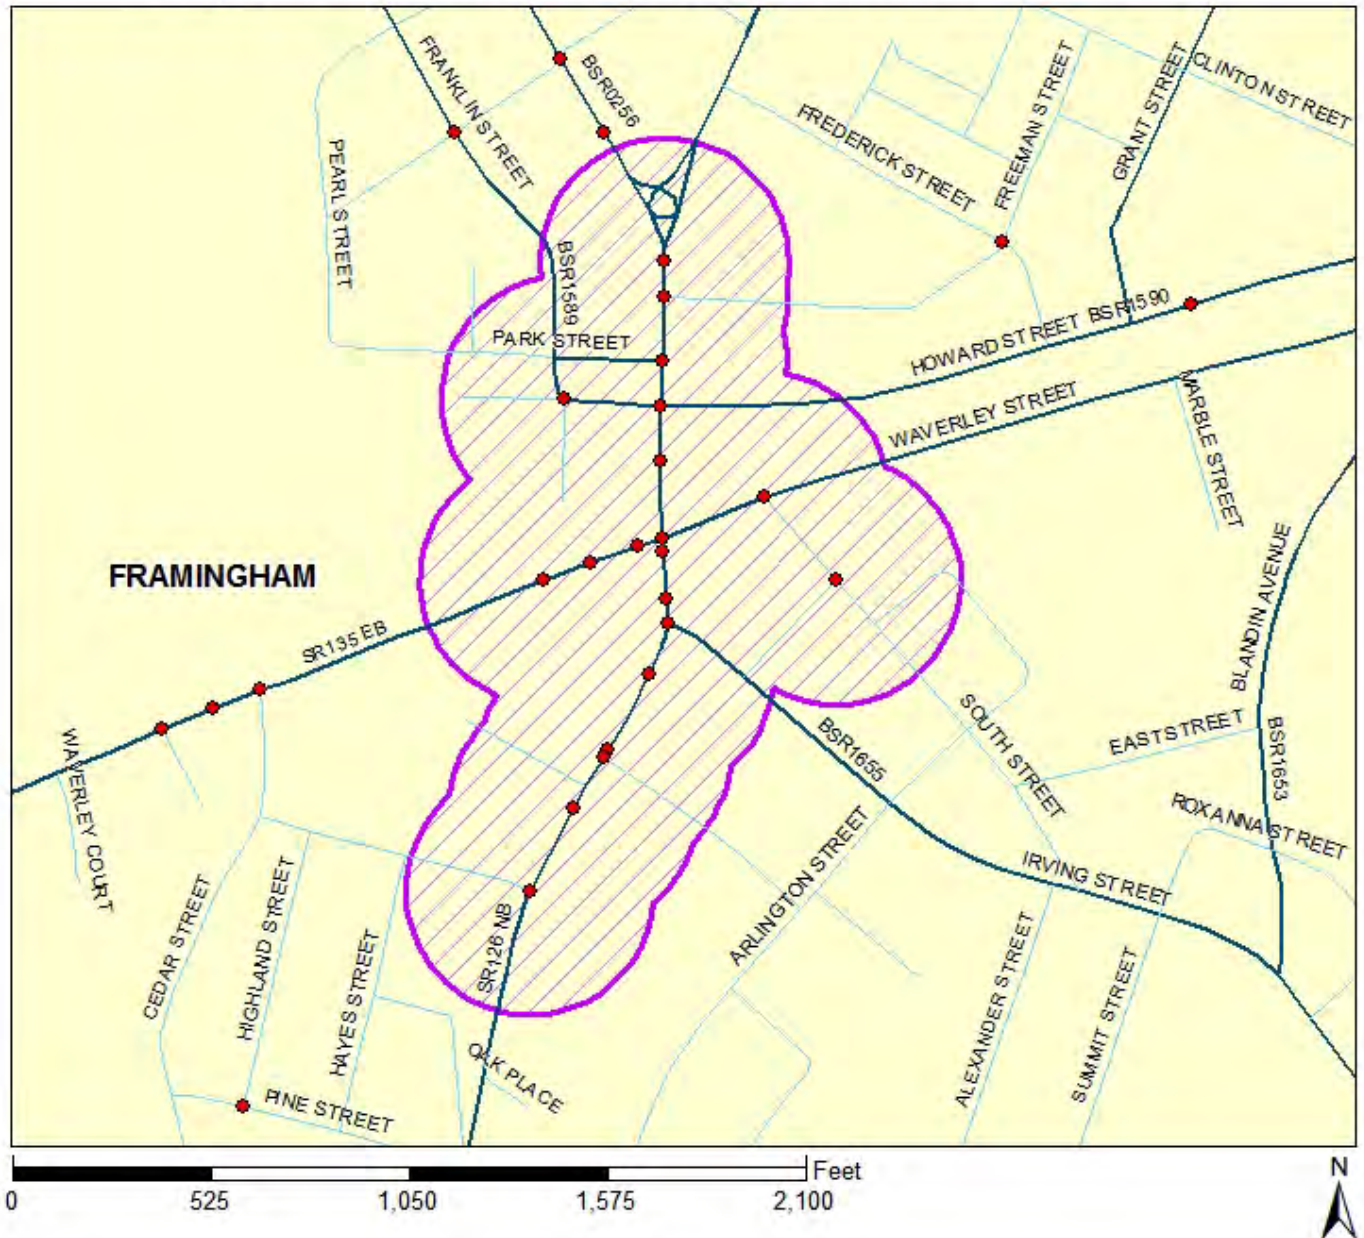 FRANKLIN STREET
BSR0256
CLINTON STREET
FREDERICK STREET
FREEMAN STREET
GRANT STREET
PEARL STREET
BSR1589
PARK STREET
HOWARD STREET BSR1590
WAVERLEY STREET
MARBLE STREET
FRAMINGHAM
SR135 EB
BLANDIN AVENUE
WAVERLEY COURT
BSR1655
SOUTH STREET
EAST STREET
BSR1653
ROXANNA STREET
ARLINGTON STREET
IRVING STREET
CEDAR STREET
HIGHLAND STREET
HAYES STREET
SR126 NB
ALEXANDER STREET
SUMMIT STREET
OAK PLACE
PINE STREET
Feet
N
0 525 1,050 1,575 2,100